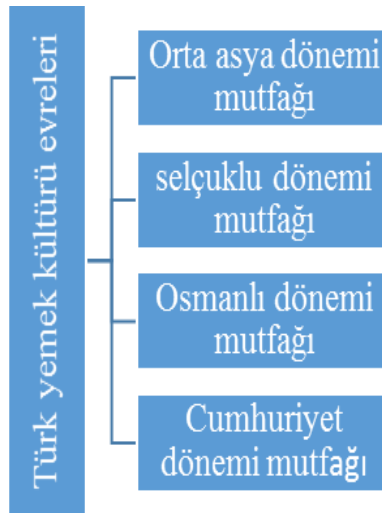 Türk yemek kültürü evreleri
Orta asya dönemi
mutfağı
selçuklu dönemi
mutfağı
Osmanlı dönemi
mutfağı
Cumhuriyet
dönemi mutfağı